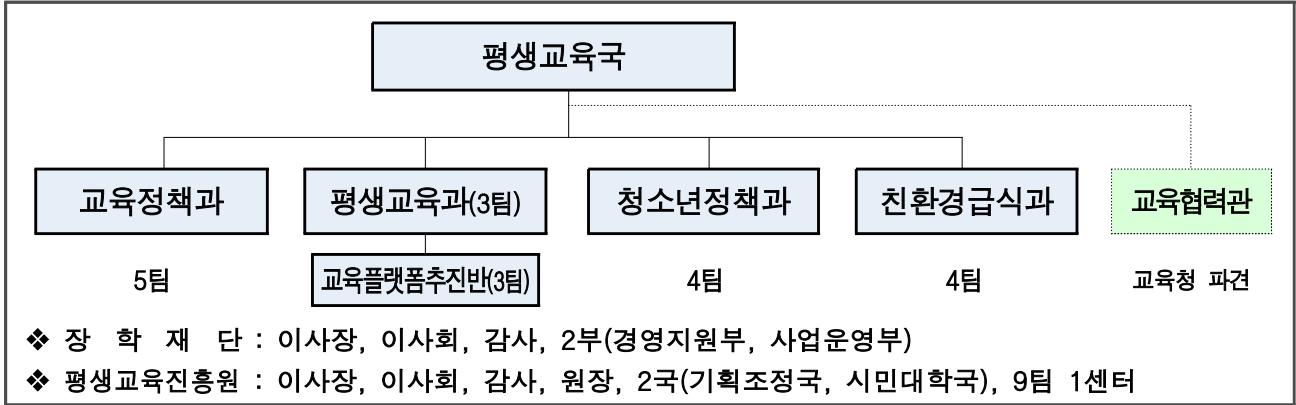 평생교육국
교육정책과 평생교육과(3팀) 청소년정책과 친환경급식과 교육협력관
5팀 교육플랫폼추진반(3팀) 4팀 4팀 교육청 파견
❖ 장 학 재 단 : 이사장, 이사회, 감사, 2부(경영지원부, 사업운영부)
❖ 평생교육진흥원 : 이사장, 이사회, 감사, 원장, 2국(기획조정국, 시민대학국), 9팀 1센터